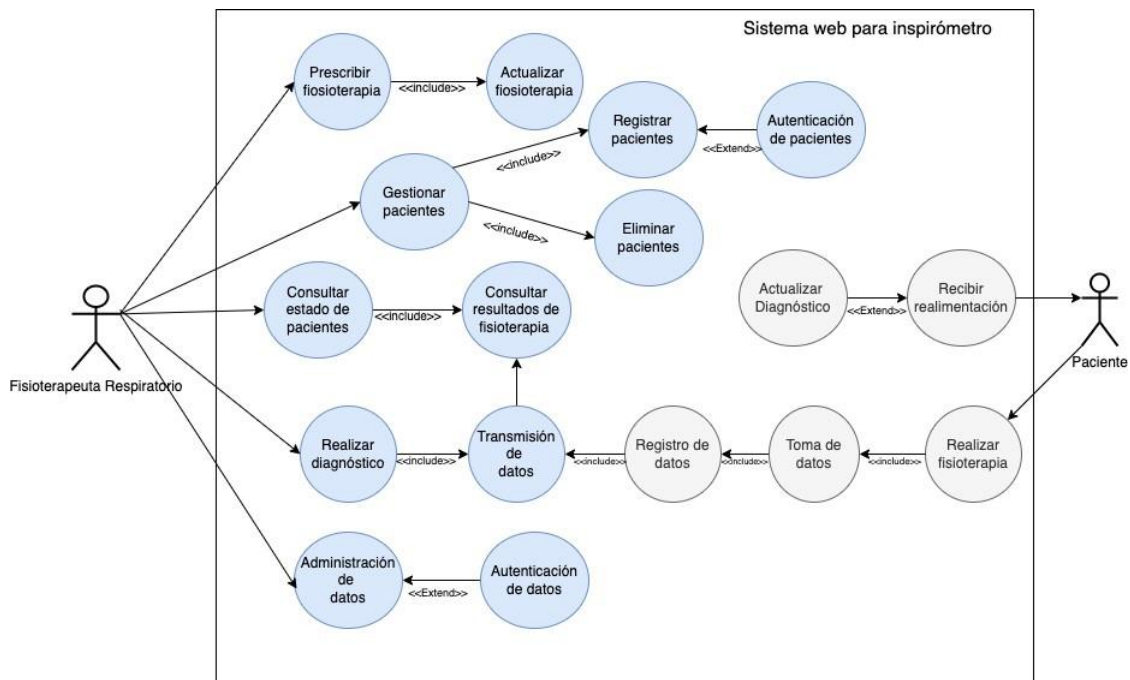 Sistema web para inspirómetro
Prescribir
fiosioterapia
<<include>>
Actualizar
fiosioterapia
Registrar
pacientes
<<Extend>>
Autenticación
de pacientes
<<include>>
Gestionar
pacientes
<<include>>
Eliminar
pacientes
Consultar
estado de
pacientes
<<include>>
Consultar
resultados de
fisioterapia
Actualizar
Diagnóstico
<<Extend>>
Recibir
realimentación
Fisioterapeuta Respiratorio
Paciente
Realizar
diagnóstico
<<include>>
Transmisión
de
datos
<<include>>
Registro de
datos
<<include>>
Toma de
datos
<<include>>
Realizar
fisioterapia
Administración
de
datos
<<Extend>>
Autenticación
de datos